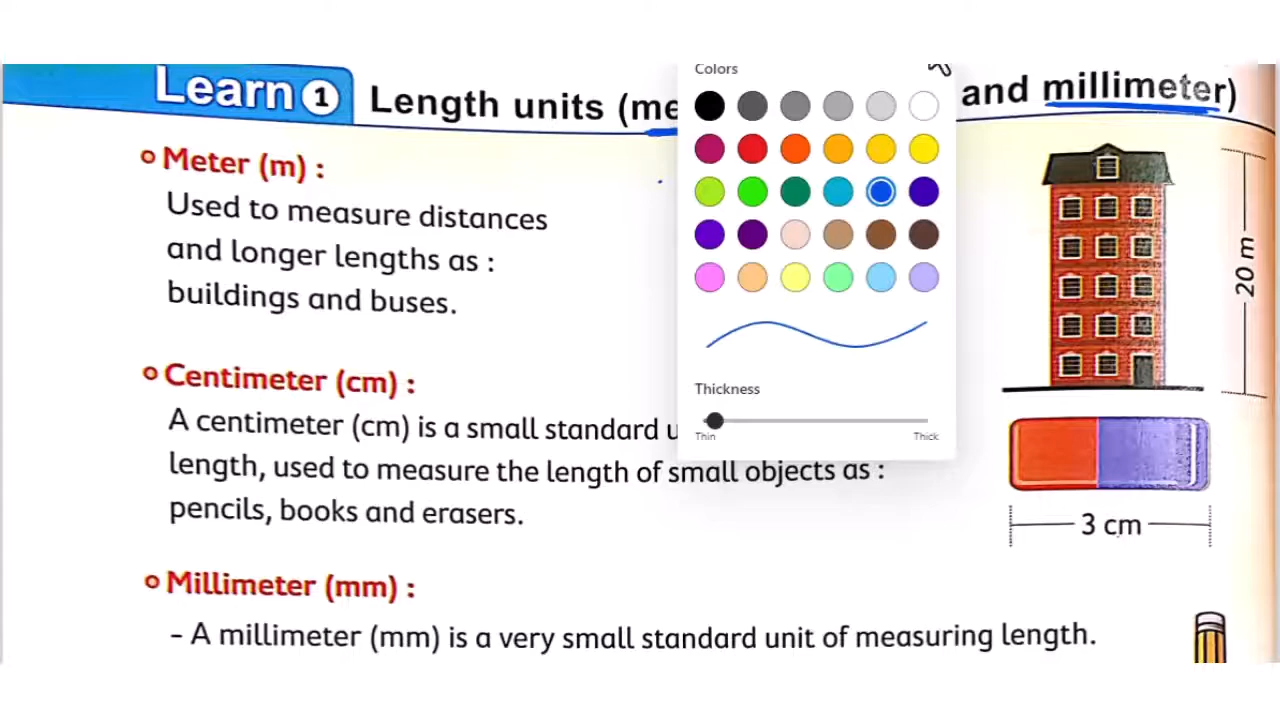 Learn 1 Length units (me and millimeter)
Meter (m) :
Used to measure distances
and longer lengths as :
buildings and buses.
Centimeter (cm) :
A centimeter (cm) is a small standard u
length, used to measure the length of small objects as :
pencils, books and erasers.
Millimeter (mm) :
- A millimeter (mm) is a very small standard unit of measuring length.
Colors
Thickness
Thin
Thick
20 m
3 cm